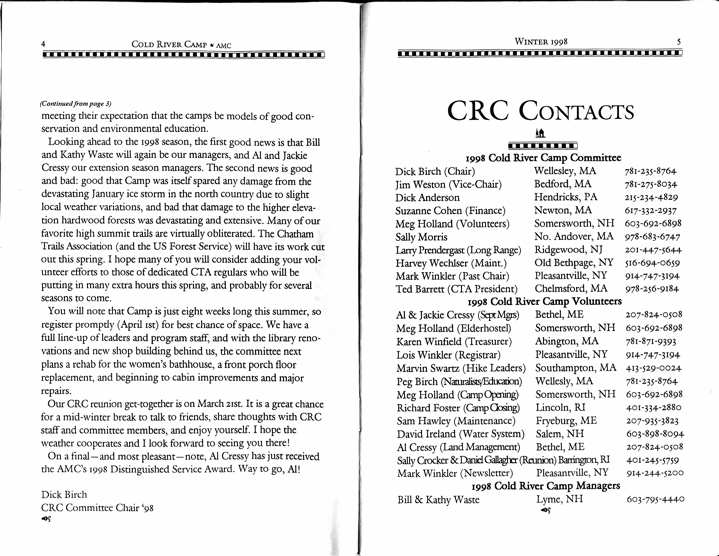 4
COLD RIVER CAMP • AMC
(Continued from page 3)
meeting their expectation that the camps be models of good con-
servation and environmental education.
Looking ahead to the 1998 season, the first good news is that Bill
and Kathy Waste will again be our managers, and Al and Jackie
Cressy our extension season managers. The second news is good
and bad: good that Camp was itself spared any damage from the
devastating January ice storm in the north country due to slight
local weather variations, and bad that damage to the higher eleva-
tion hardwood forests was devastating and extensive. Many of our
favorite high summit trails are virtually obliterated. The Chatham
Trails Association (and the US Forest Service) will have its work cut
out this spring. I hope many of you will consider adding your vol-
unteer efforts to those of dedicated CTA regulars who will be
putting in many extra hours this spring, and probably for several
seasons to come.
You will note that Camp is just eight weeks long this summer, so
register promptly (April 1st) for best chance of space. We have a
full line-up of leaders and program staff, and with the library reno-
vations and new shop building behind us, the committee next
plans a rehab for the women's bathhouse, a front porch floor
replacement, and beginning to cabin improvements and major
repairs.
Our CRC reunion get-together is on March 21st. It is a great chance
for a mid-winter break to talk to friends, share thoughts with CRC
staff and committee members, and enjoy yourself. I hope the
weather cooperates and I look forward to seeing you there!
On a final—and most pleasant—note, Al Cressy has just received
the AMC's 1998 Distinguished Service Award. Way to go, Al!
Dick Birch
CRC Committee Chair '98
WINTER 1998
5
CRC CONTACTS
1998 Cold River Camp Committee
Dick Birch (Chair) Wellesley, MA 781-235-8764
Jim Weston (Vice-Chair) Bedford, MA 781-275-8034
Dick Anderson Hendricks, PA 215-234-4829
Suzanne Cohen (Finance) Newton, MA 617-332-2937
Meg Holland (Volunteers) Somersworth, NH 603-692-6898
Sally Morris No. Andover, MA 978-683-6747
Larry Prendergast (Long Range) Ridgewood, NJ 201-447-5644
Harvey Wechlser (Maint.) Old Bethpage, NY 516-694-0659
Mark Winkler (Past Chair) Pleasantville, NY 914-747-3194
Ted Barrett (CTA President) Chelmsford, MA 978-256-9184
1998 Cold River Camp Volunteers
Al & Jackie Cressy (Sept Mgrs) Bethel, ME 207-824-0508
Meg Holland (Elderhostel) Somersworth, NH 603-692-6898
Karen Winfield (Treasurer) Abington, MA 781-871-9393
Lois Winkler (Registrar) Pleasantville, NY 914-747-3194
Marvin Swartz (Hike Leaders) Southampton, MA 413-529-0024
Peg Birch (Naturalists/Education) Wellesly, MA 781-235-8764
Meg Holland (Camp Opening) Somersworth, NH 603-692-6898
Richard Foster (Camp Closing) Lincoln, RI 401-334-2880
Sam Hawley (Maintenance) Fryeburg, ME 207-935-3823
David Ireland (Water System) Salem, NH 603-898-8094
Al Cressy (Land Management) Bethel, ME 207-824-0508
Sally Crocker & Daniel Gallagher (Reunion) Barrington, RI 401-245-5759
Mark Winkler (Newsletter) Pleasantville, NY 914-244-5200
1998 Cold River Camp Managers
Bill & Kathy Waste Lyme, NH 603-795-4440